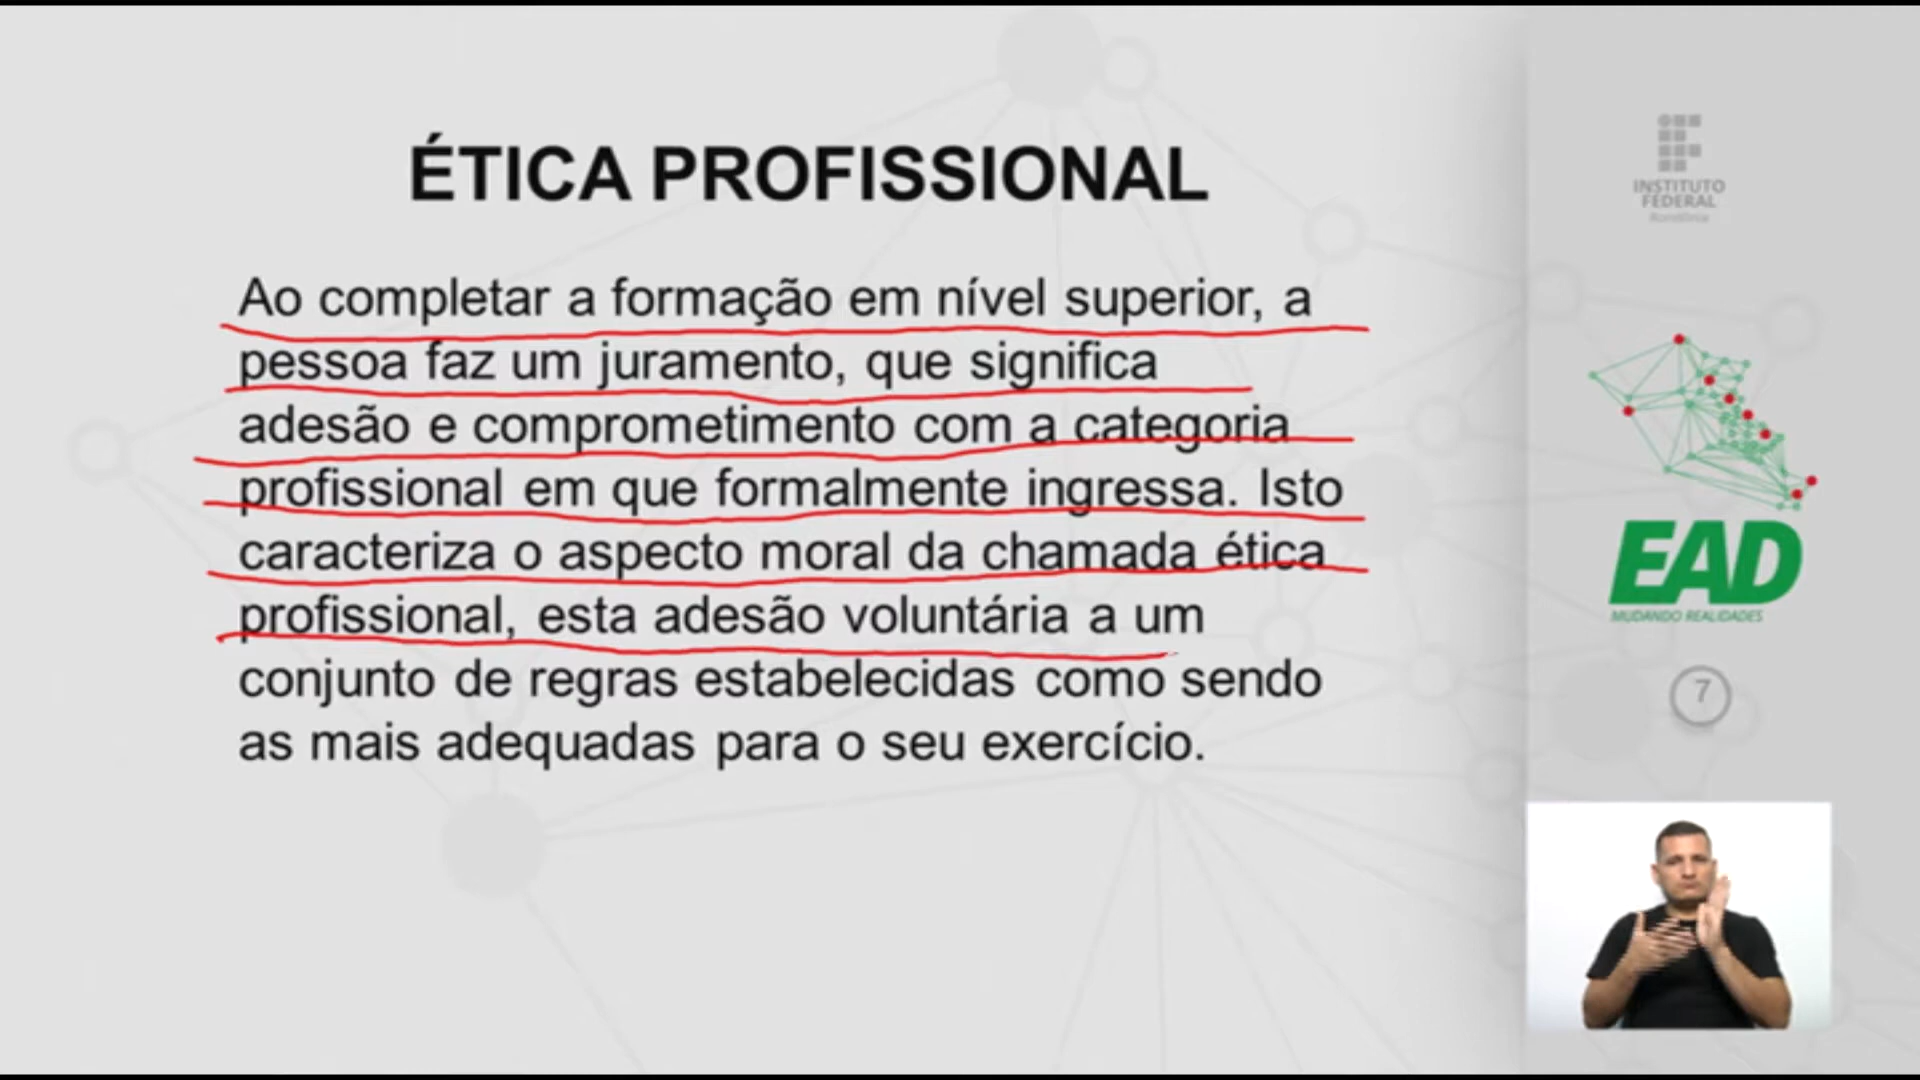 ÉTICA PROFISSIONAL
Ao completar a formação em nível superior, a
pessoa faz um juramento, que significa
adesão e comprometimento com a categoria
profissional em que formalmente ingressa. Isto
caracteriza o aspecto moral da chamada ética
profissional, esta adesão voluntária a um
conjunto de regras estabelecidas como sendo
as mais adequadas para o seu exercício.
INSTITUTO
FEDERAL
Rondônia
EAD
MUDANDO REALIDADES
7